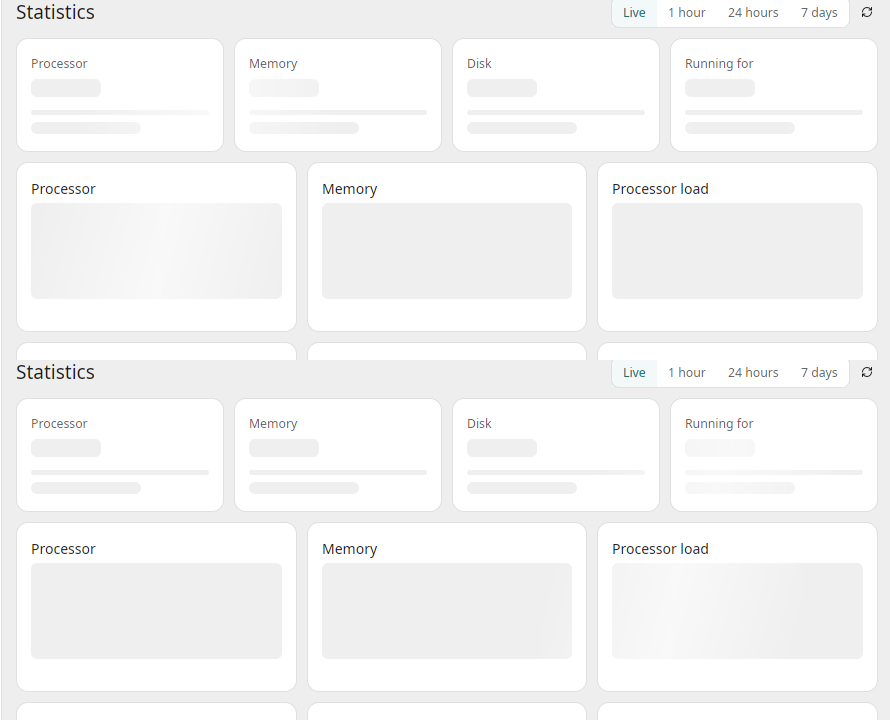 Statistics
Live 1 hour 24 hours 7 days
Processor Memory Disk Running for
Processor Memory Processor load
Statistics
Live 1 hour 24 hours 7 days
Processor Memory Disk Running for
Processor Memory Processor load